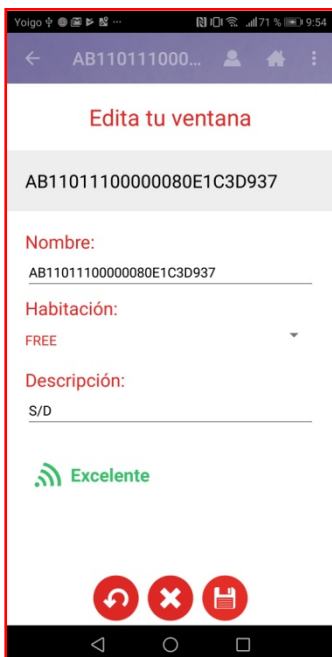 Yoigo ... 71 % 9:54
AB110111000...
Edita tu ventana
AB11011100000080E1C3D937
Nombre:
AB11011100000080E1C3D937
Habitación:
FREE
Descripción:
S/D
Excelente